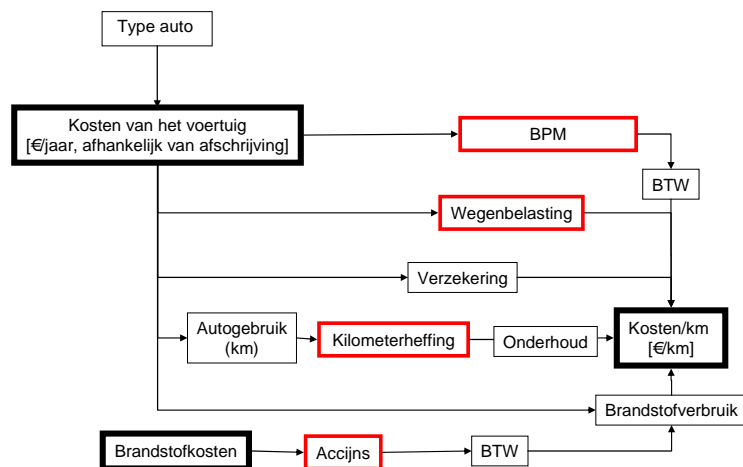 Type auto
Kosten van het voertuig
[€/jaar, afhankelijk van afschrijving]
BPM
BTW
Wegenbelasting
Verzekering
Autogebruik
(km)
Kilometerheffing
Onderhoud
Kosten/km
[€/km]
Brandstofverbruik
Brandstofkosten
Accijns
BTW